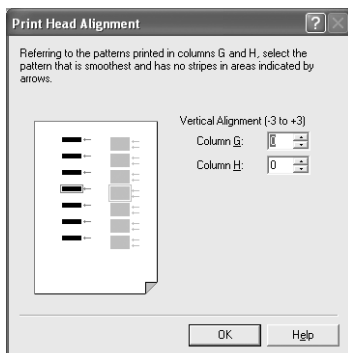 Print Head Alignment
Referring to the patterns printed in columns G and H, select the
pattern that is smoothest and has no stripes in areas indicated by
arrows.
Vertical Alignment (-3 to +3)
Column G: 0
Column H: 0
OK Help